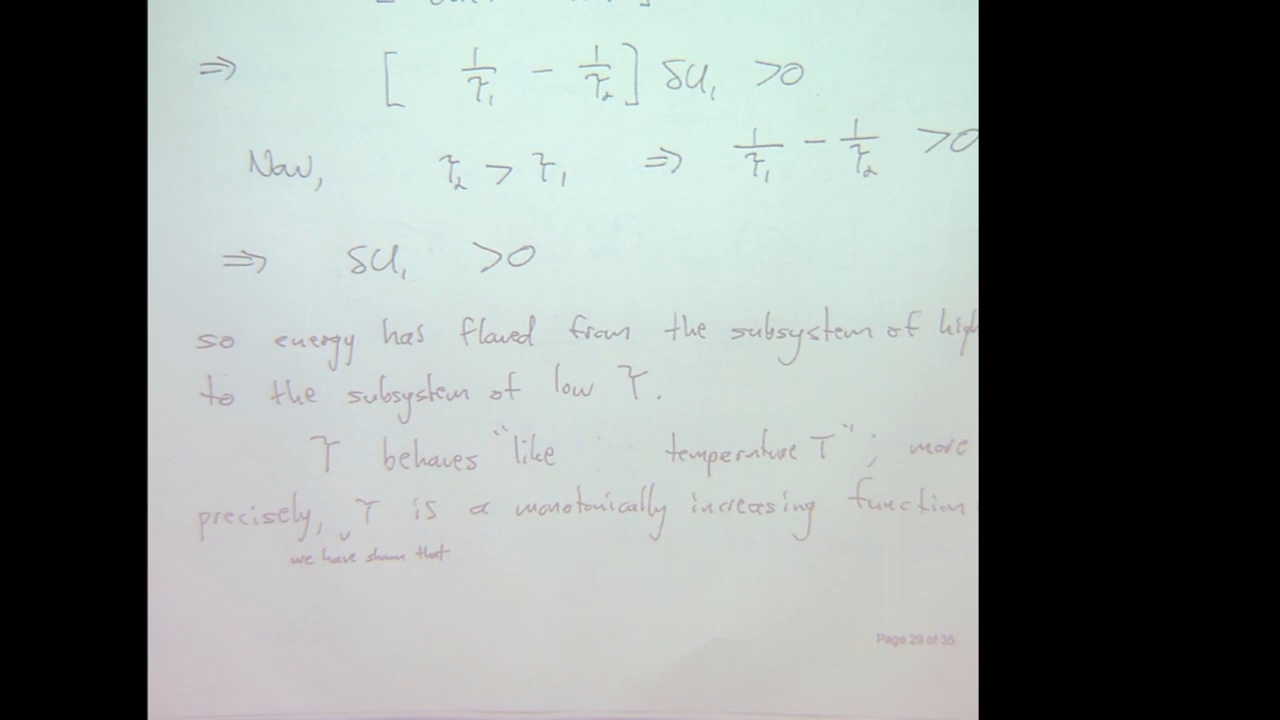 ⇒ [ 1/τ₁ − 1/τ₂ ] δU₁ >0
Now, τ₂ > τ₁ ⇒ 1/τ₁ − 1/τ₂ >0
⇒ δU₁ >0
so energy has flowed from the subsystem of high
to the subsystem of low τ.
τ behaves "like temperature T"; more
precisely, τ is a monotonically increasing function
we have shown that
Page 29 of 35